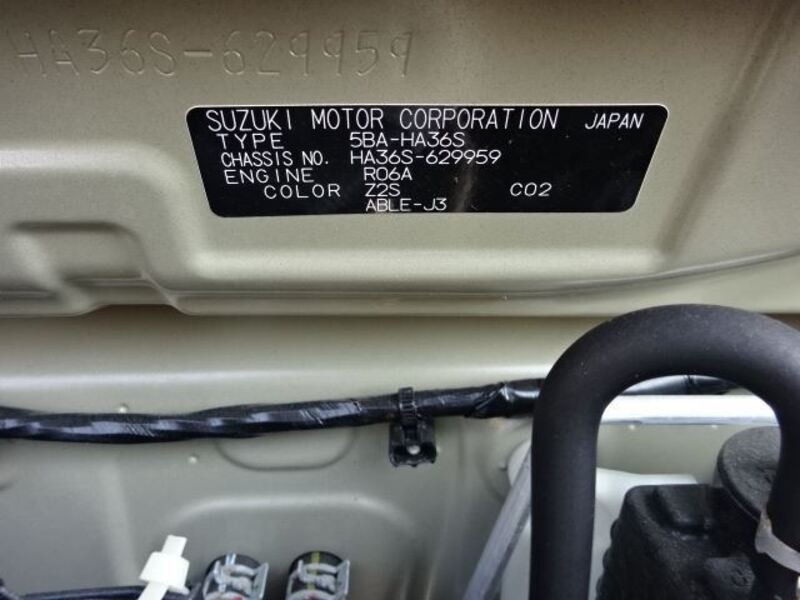 HA36S-629959
SUZUKI MOTOR CORPORATION JAPAN
TYPE 5BA-HA36S
CHASSIS NO. HA36S-629959
ENGINE R06A
COLOR Z2S C02
ABLE-J3